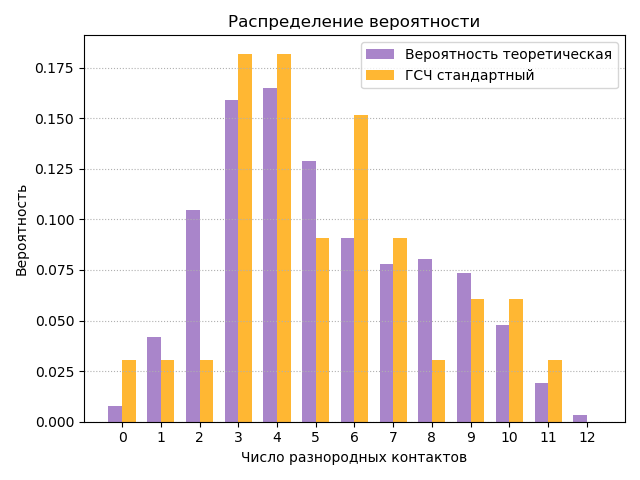 Распределение вероятности
Вероятность теоретическая
ГСЧ стандартный
0.175
0.150
0.125
0.100
0.075
0.050
0.025
0.000
Вероятность
0 1 2 3 4 5 6 7 8 9 10 11 12
Число разнородных контактов